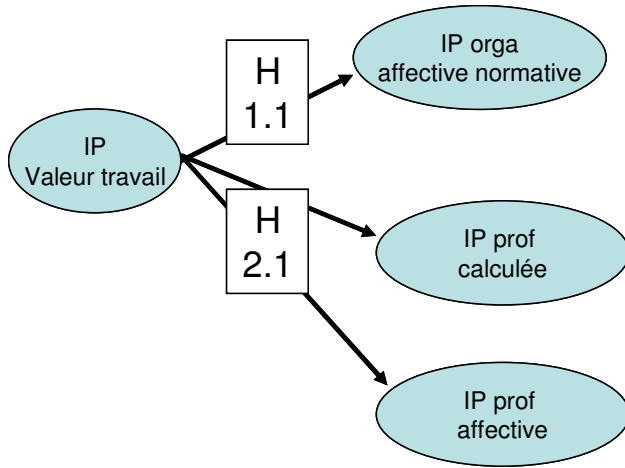 IP orga
affective normative
H
1.1
IP
Valeur travail
H
2.1
IP prof
calculée
IP prof
affective